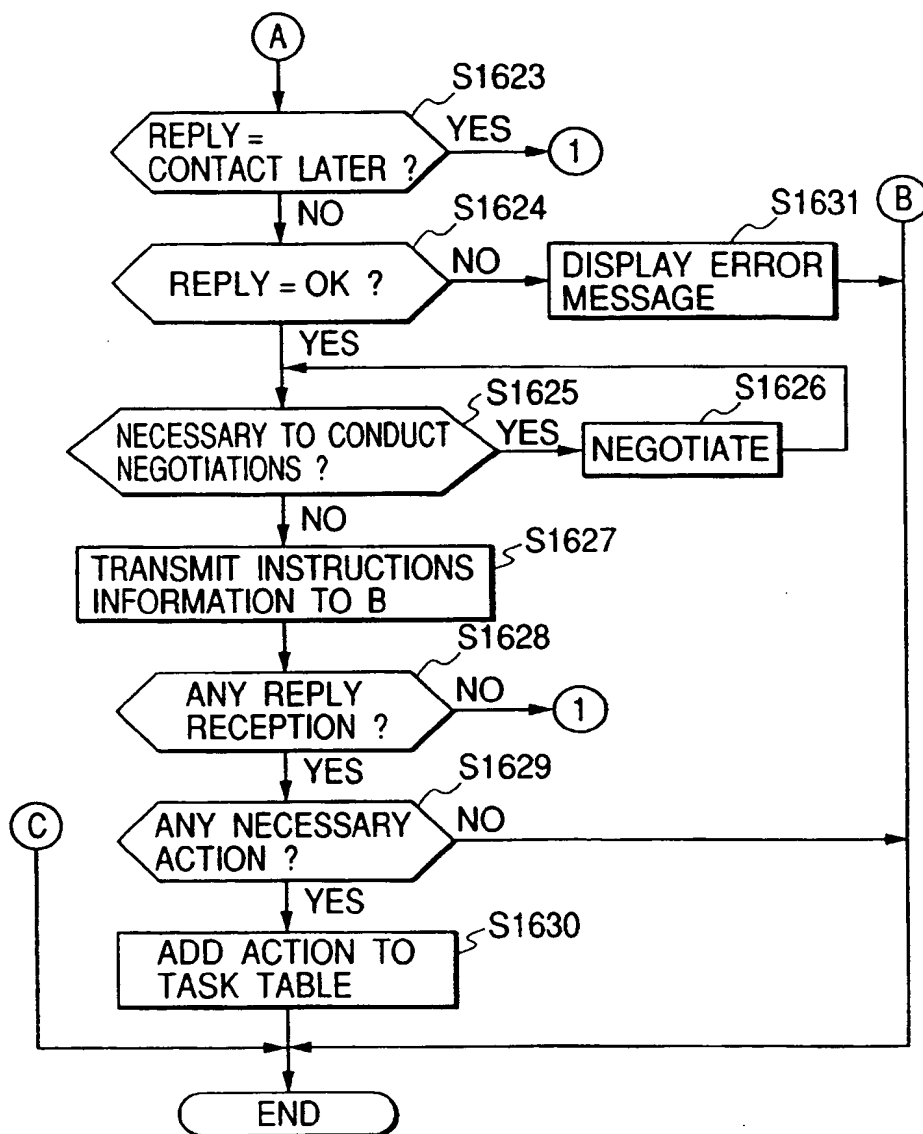 A
S1623
REPLY =
CONTACT LATER ?
YES
1
NO
B
S1624
REPLY = OK ?
NO
S1631
DISPLAY ERROR
MESSAGE
YES
S1625
NECESSARY TO CONDUCT
NEGOTIATIONS ?
YES
S1626
NEGOTIATE
NO
S1627
TRANSMIT INSTRUCTIONS
INFORMATION TO B
S1628
ANY REPLY
RECEPTION ?
NO
1
YES
S1629
C
ANY NECESSARY
ACTION ?
NO
YES
S1630
ADD ACTION TO
TASK TABLE
END